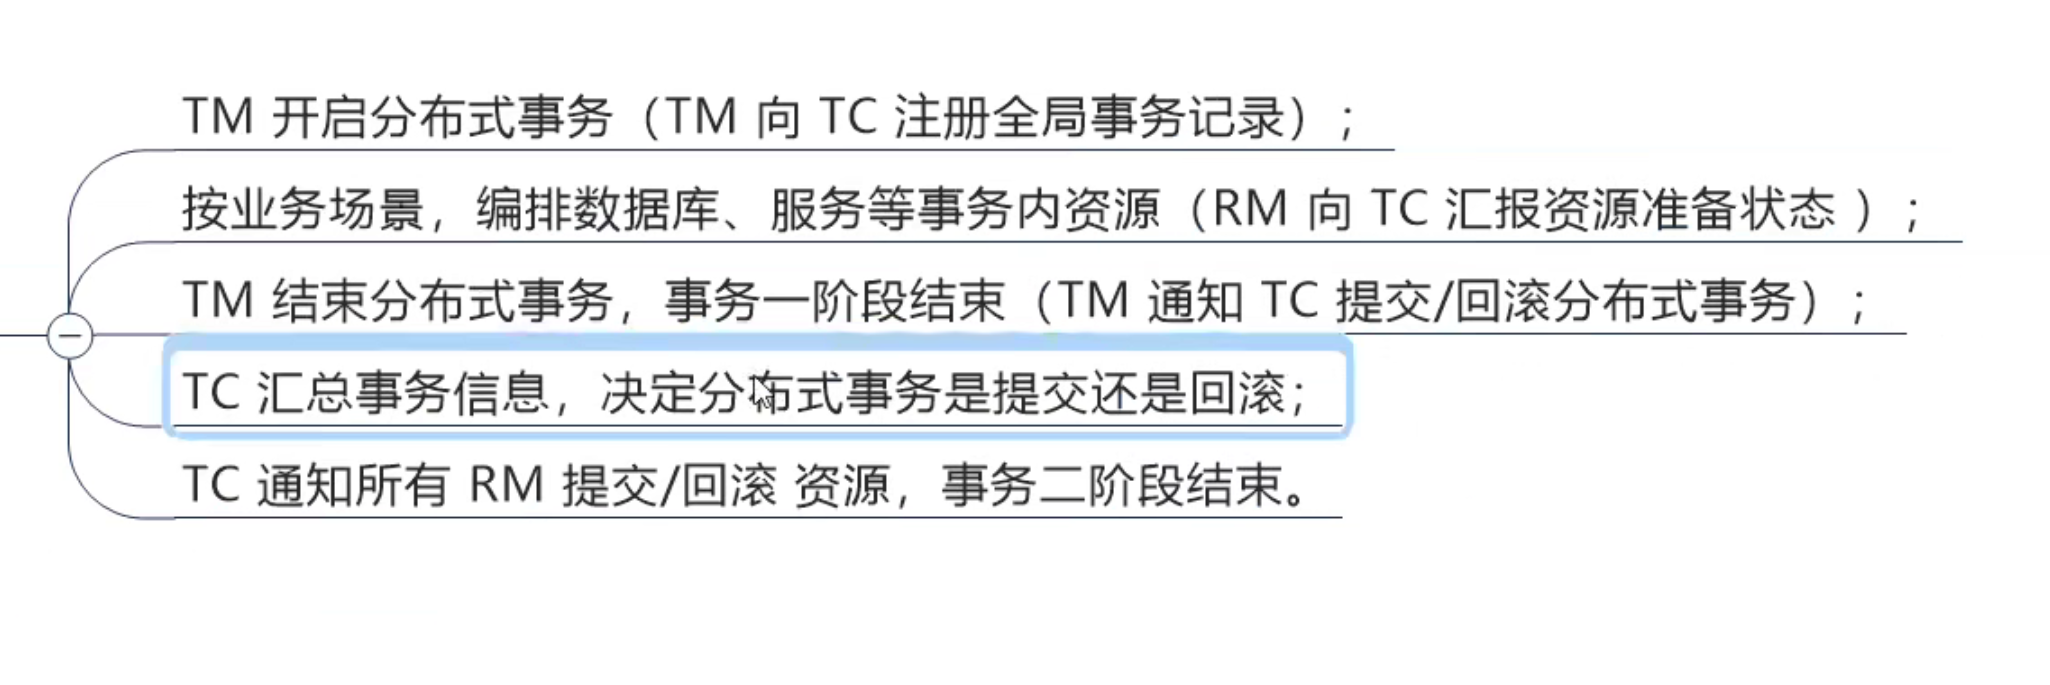 TM 开启分布式事务（TM 向 TC 注册全局事务记录）;
按业务场景，编排数据库、服务等事务内资源（RM 向 TC 汇报资源准备状态 ）;
TM 结束分布式事务，事务一阶段结束（TM 通知 TC 提交/回滚分布式事务）;
TC 汇总事务信息，决定分布式事务是提交还是回滚;
TC 通知所有 RM 提交/回滚 资源，事务二阶段结束。